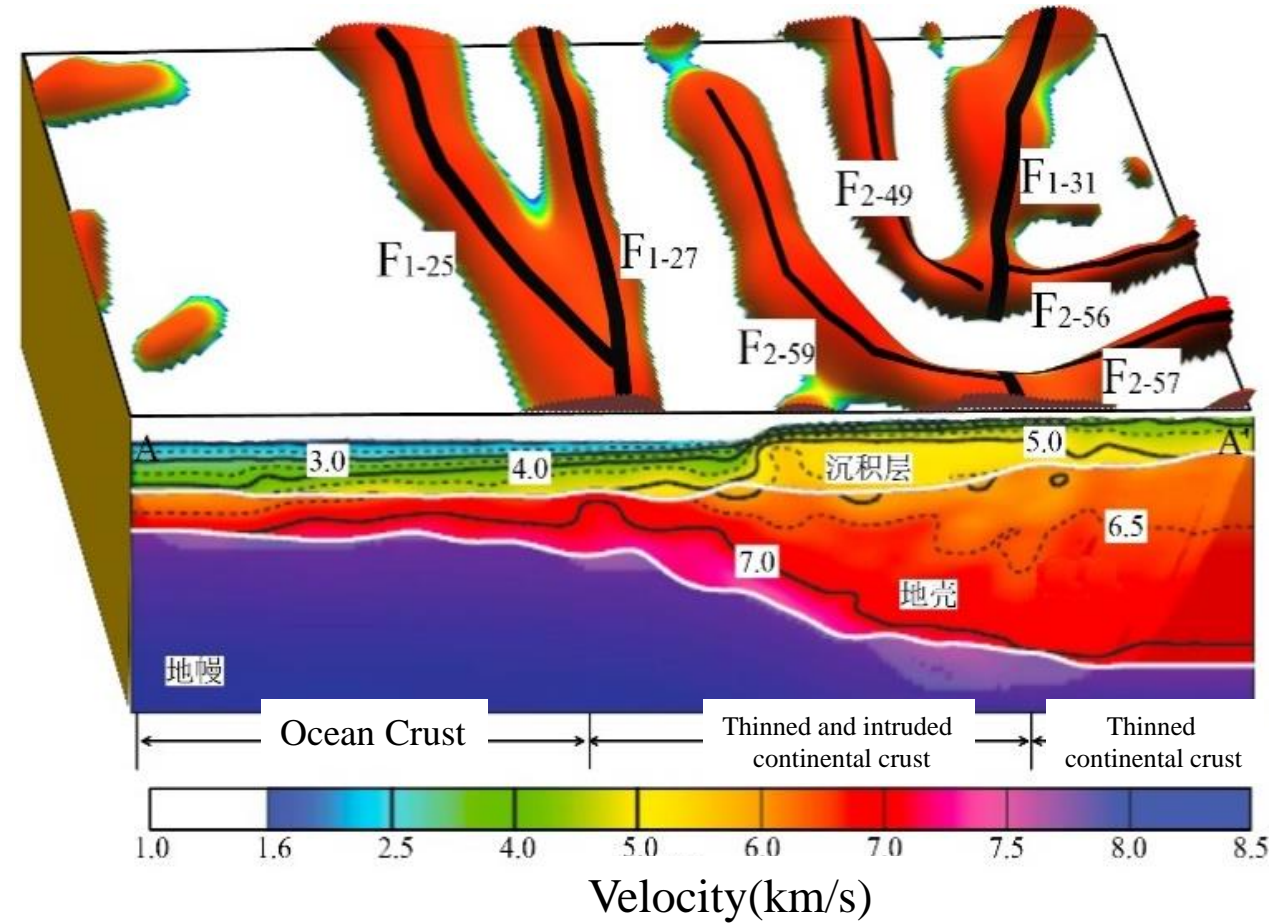 F1-25
F1-27
F2-59
F2-49
F1-31
F2-56
F2-57
A
3.0
4.0
沉积层
5.0
A'
6.5
7.0
地壳
地幔
Ocean Crust
Thinned and intruded
continental crust
Thinned
continental crust
1.0 1.6 2.5 4.0 5.0 6.0 7.0 7.5 8.0 8.5
Velocity(km/s)